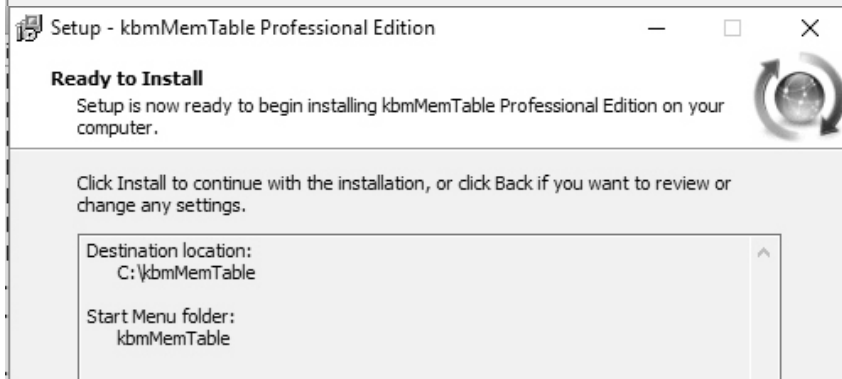 Setup - kbmMemTable Professional Edition
Ready to Install
Setup is now ready to begin installing kbmMemTable Professional Edition on your
computer.
Click Install to continue with the installation, or click Back if you want to review or
change any settings.
Destination location:
C:\kbmMemTable
Start Menu folder:
kbmMemTable